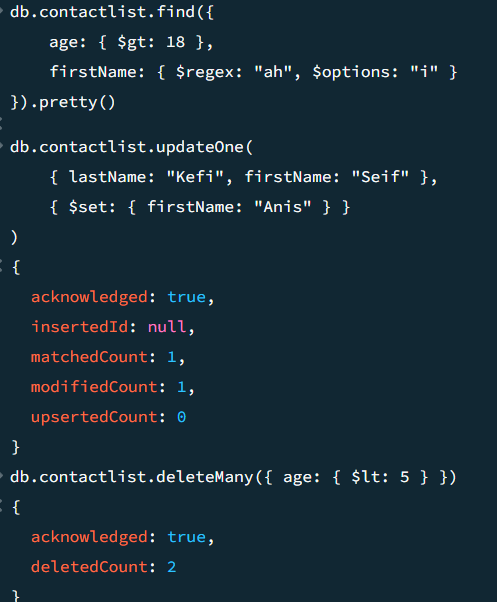 db.contactlist.find({
    age: { $gt: 18 },
    firstName: { $regex: "ah", $options: "i" }
}).pretty()
db.contactlist.updateOne(
    { lastName: "Kefi", firstName: "Seif" },
    { $set: { firstName: "Anis" } }
)
{
  acknowledged: true,
  insertedId: null,
  matchedCount: 1,
  modifiedCount: 1,
  upsertedCount: 0
}
db.contactlist.deleteMany({ age: { $lt: 5 } })
{
  acknowledged: true,
  deletedCount: 2
}